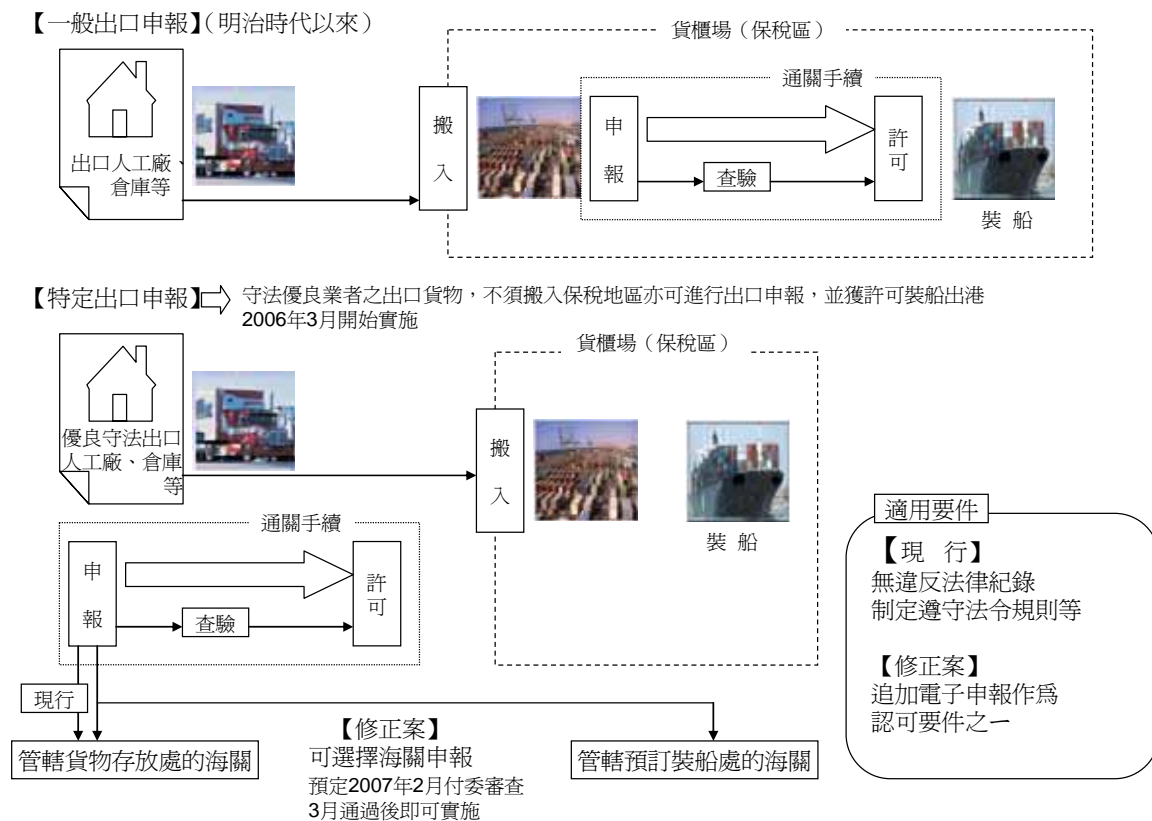 【一般出口申報】（明治時代以來）
貨櫃場（保稅區）
通關手續
出口人工廠、
倉庫等
搬入
申報
查驗
許可
裝 船
【特定出口申報】
守法優良業者之出口貨物，不須搬入保稅地區亦可進行出口申報，並獲許可裝船出港
2006年3月開始實施
貨櫃場（保稅區）
優良守法出口
人工廠、倉庫
等
搬入
裝 船
通關手續
申報
查驗
許可
適用要件
【現 行】
無違反法律紀錄
制定遵守法令規則等
【修正案】
追加電子申報作為
認可要件之一
現行
管轄貨物存放處的海關
【修正案】
可選擇海關申報
預定2007年2月付委審查
3月通過後即可實施
管轄預訂裝船處的海關